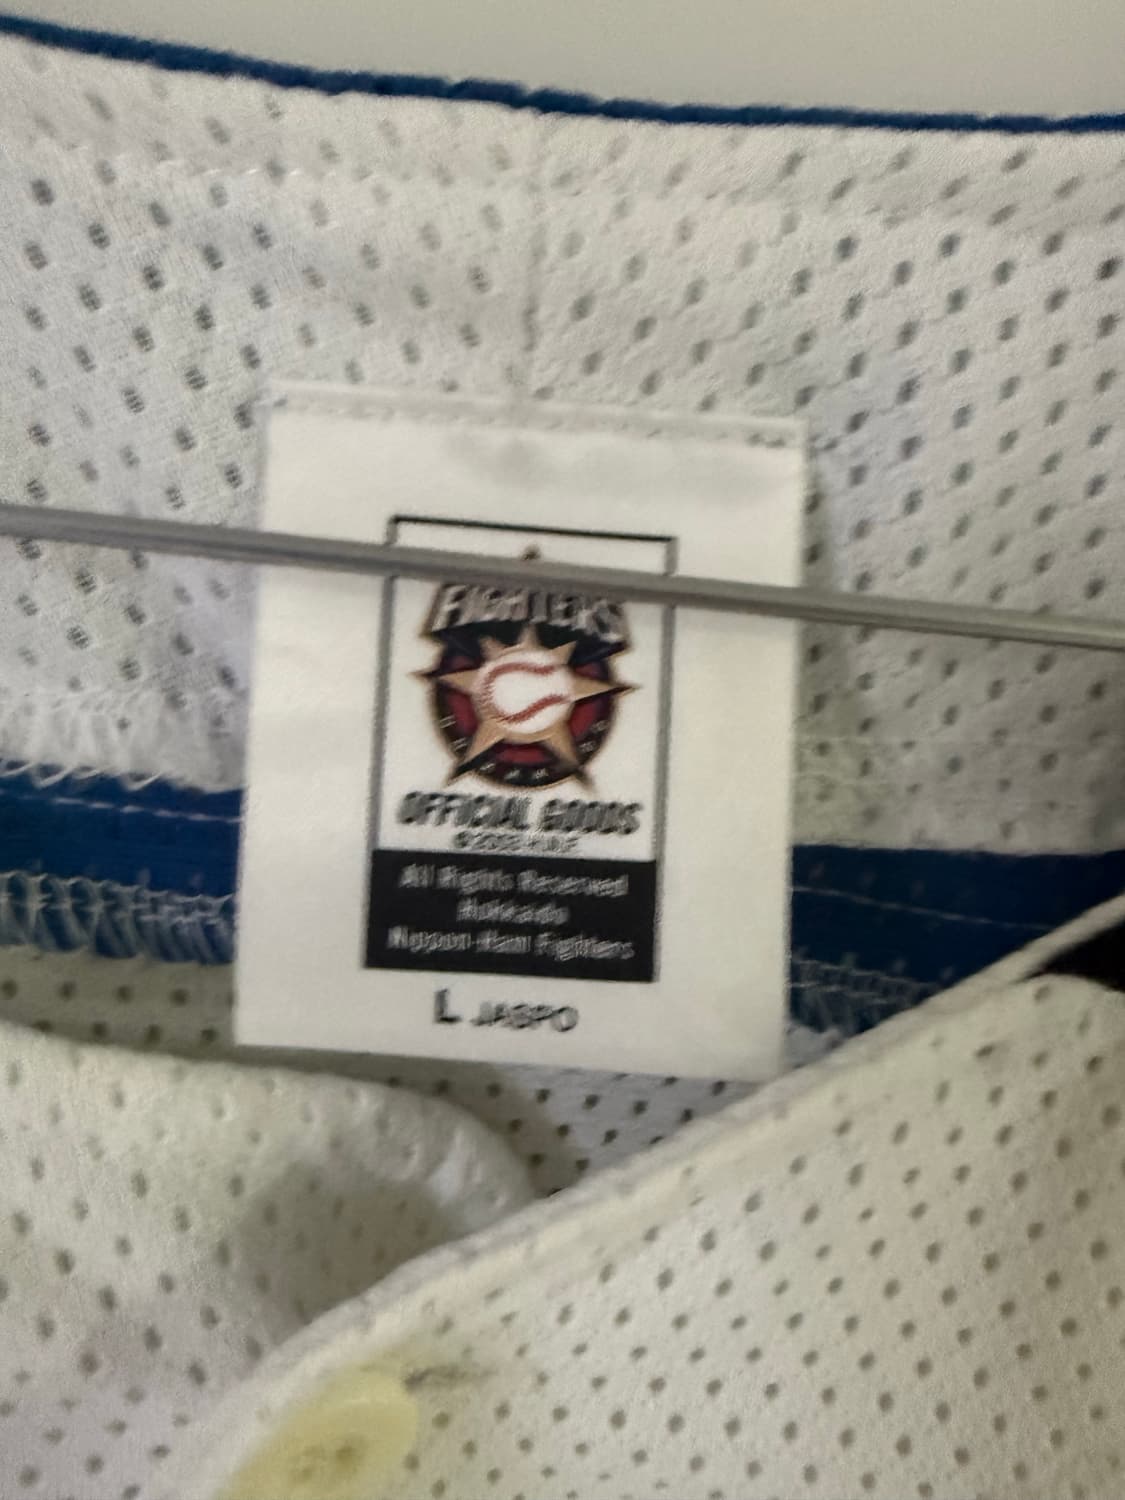 FIGHTERS
OFFICIAL GOODS
All Rights Reserved
Hokkaido
Nippon-Ham Fighters
L JASPO